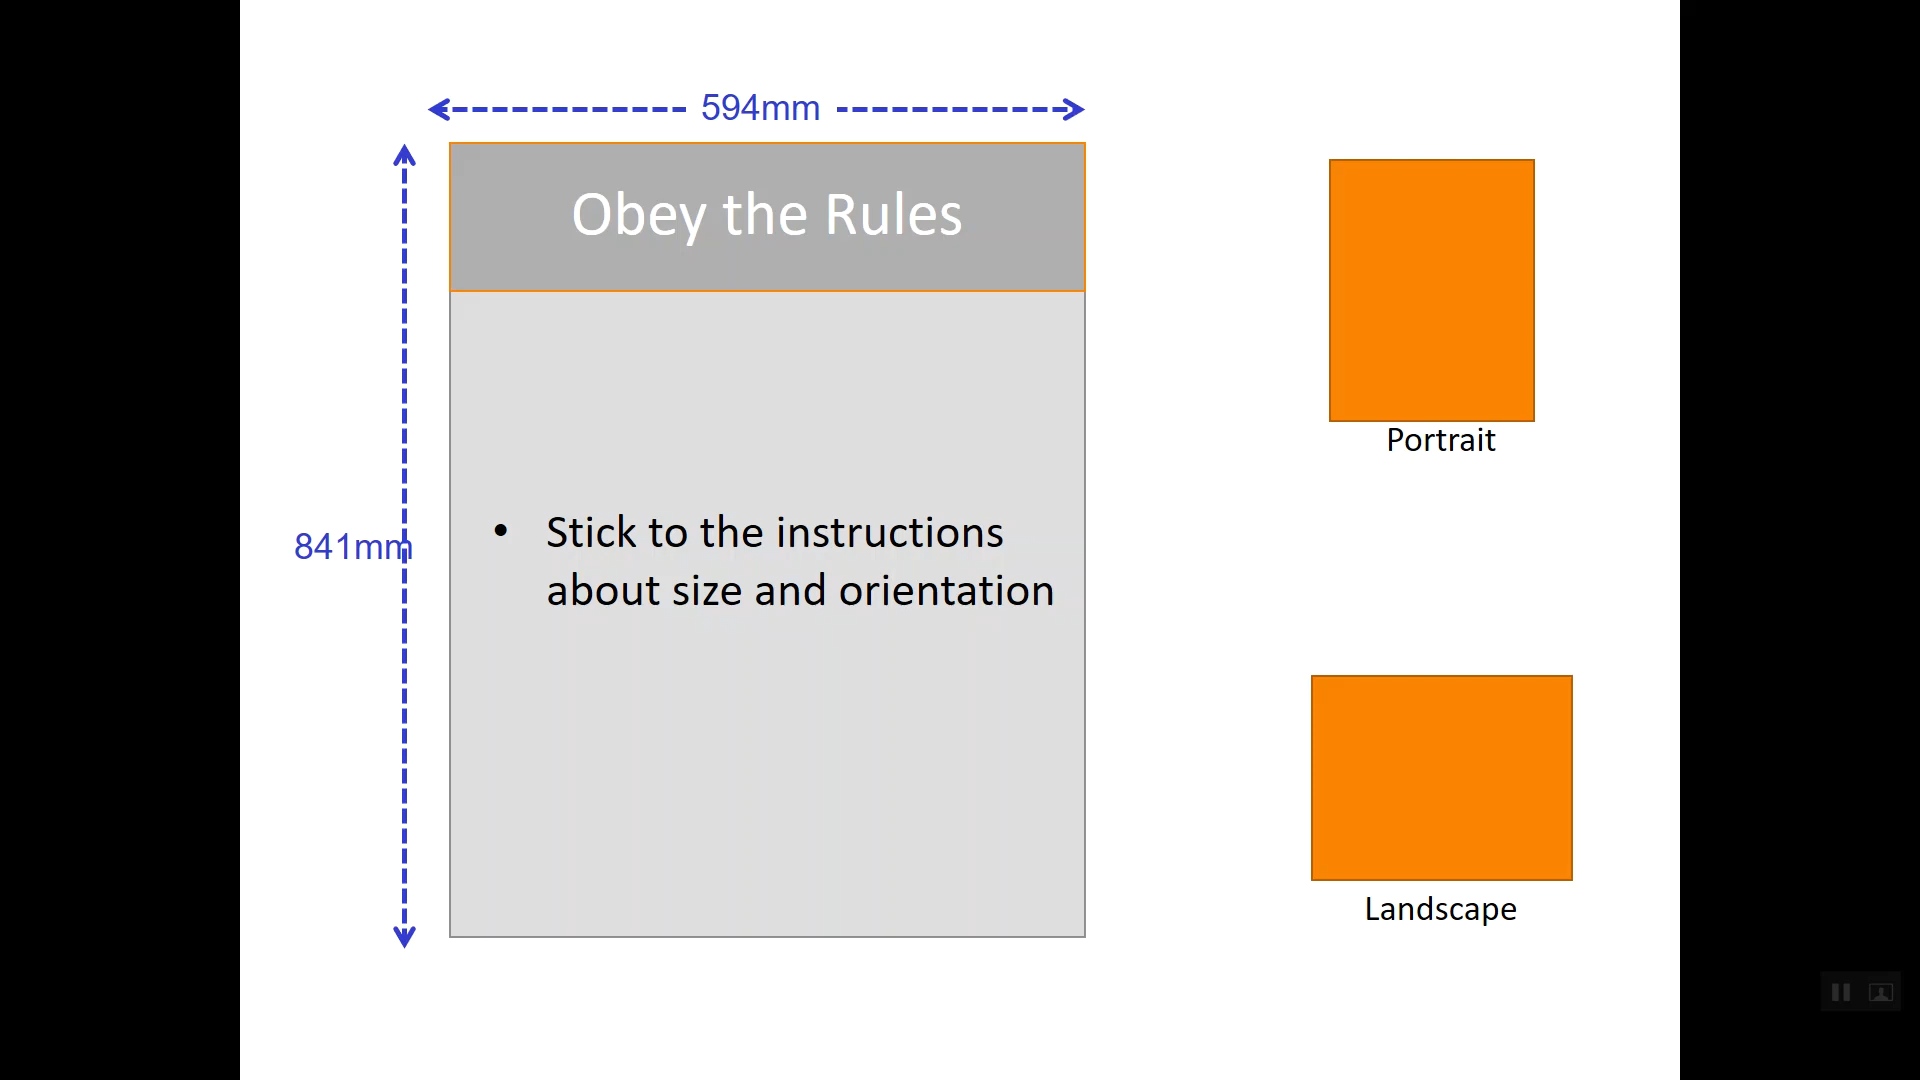 594mm
Obey the Rules
841mm
• Stick to the instructions
about size and orientation
Portrait
Landscape